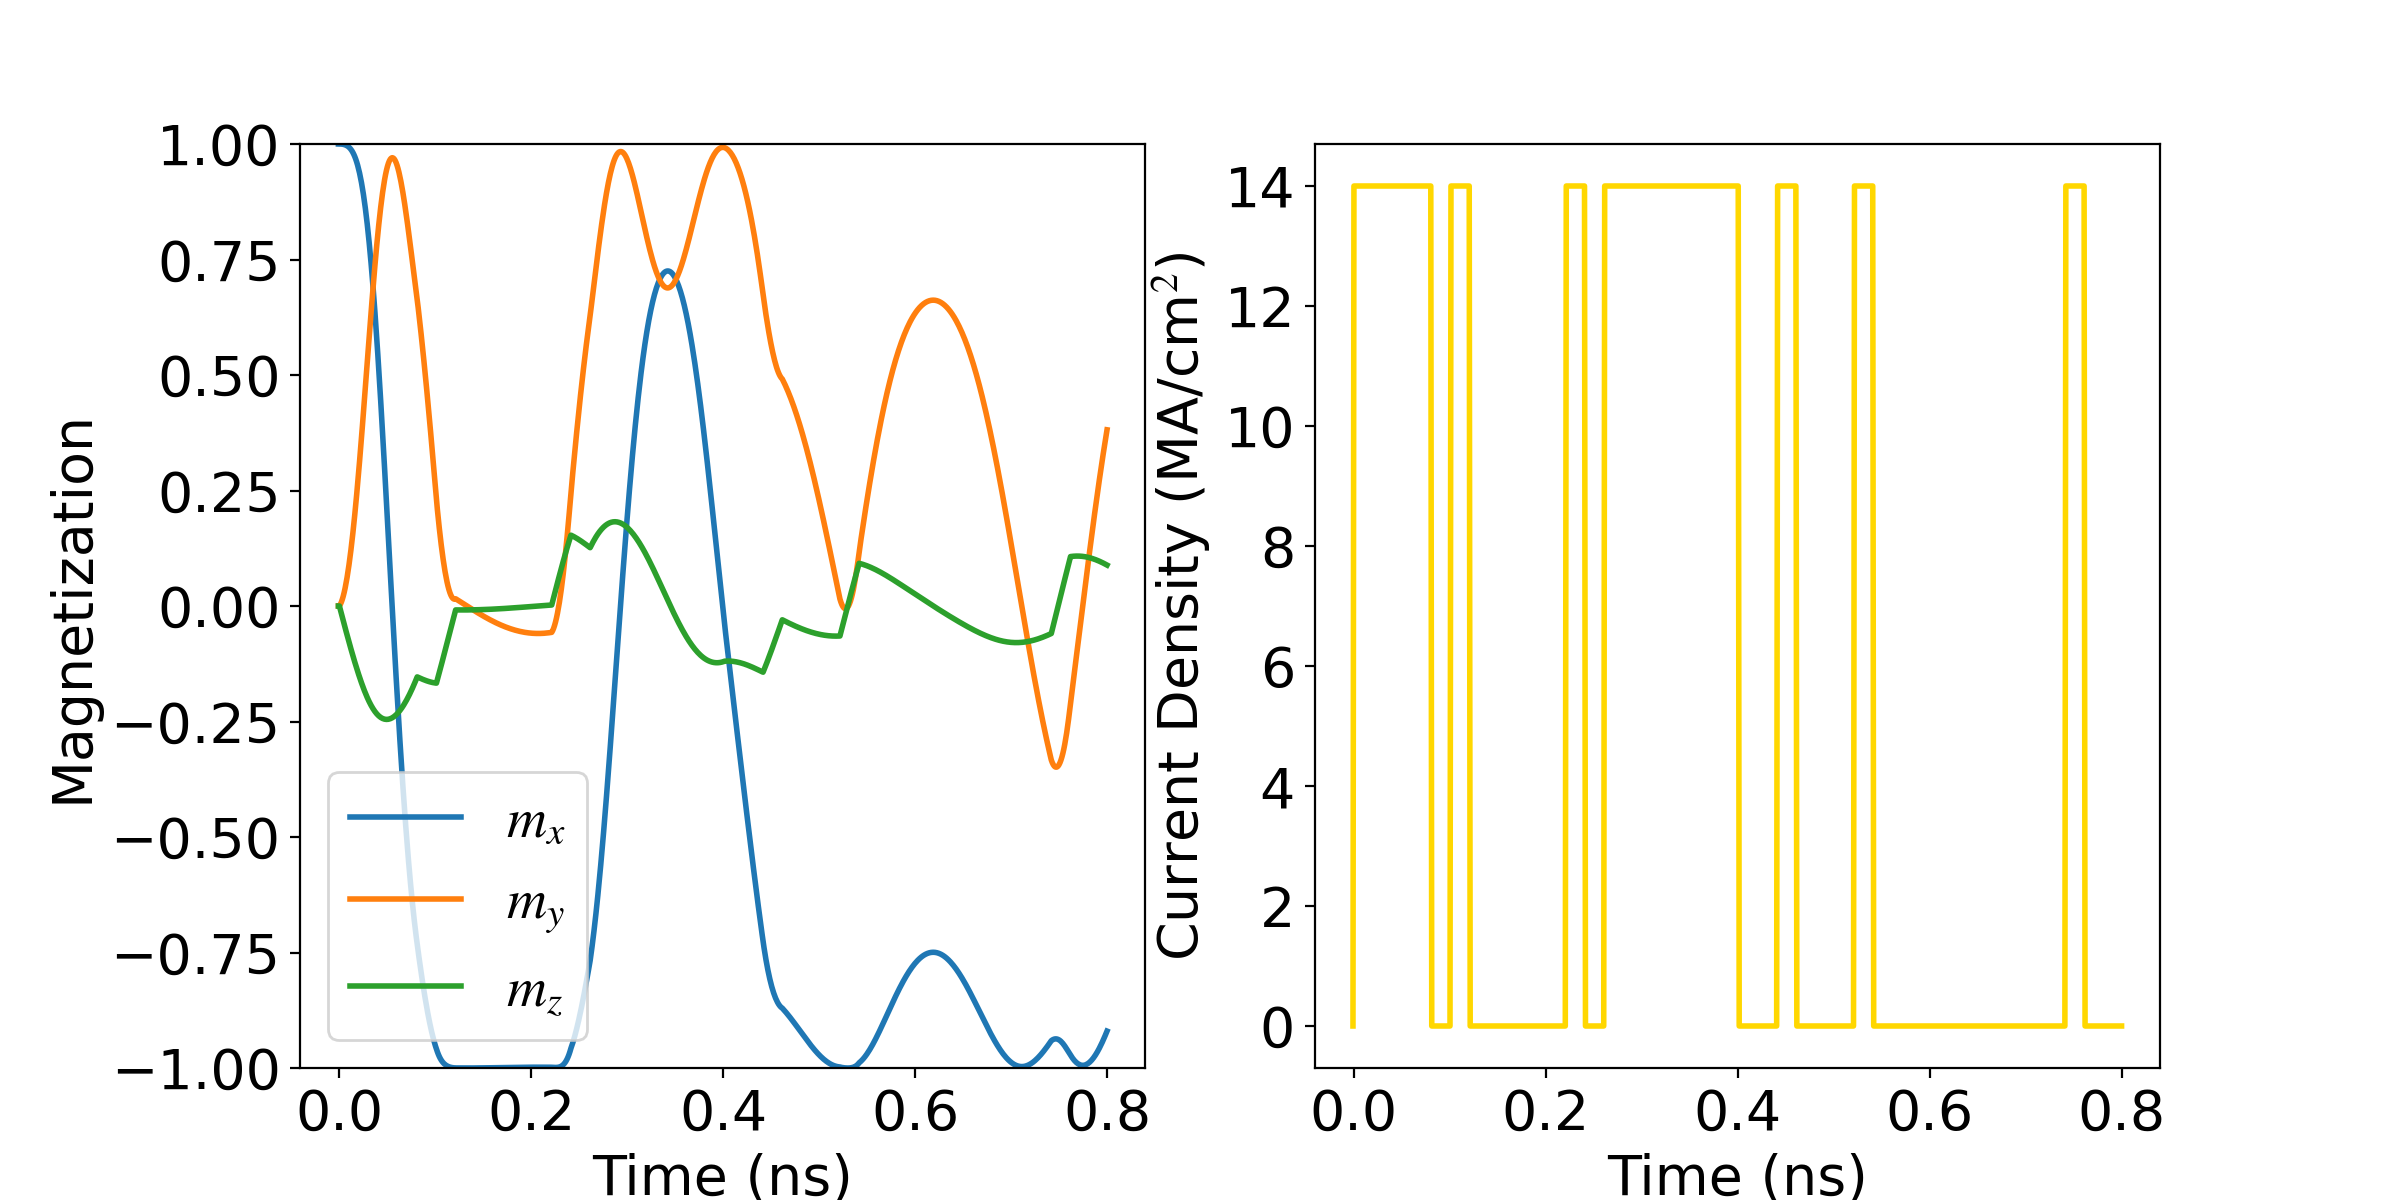 Magnetization
1.00
0.75
0.50
0.25
0.00
−0.25
−0.50
−0.75
−1.00
0.0 0.2 0.4 0.6 0.8
Time (ns)
m_x
m_y
m_z
Current Density (MA/cm²)
14
12
10
8
6
4
2
0
0.0 0.2 0.4 0.6 0.8
Time (ns)